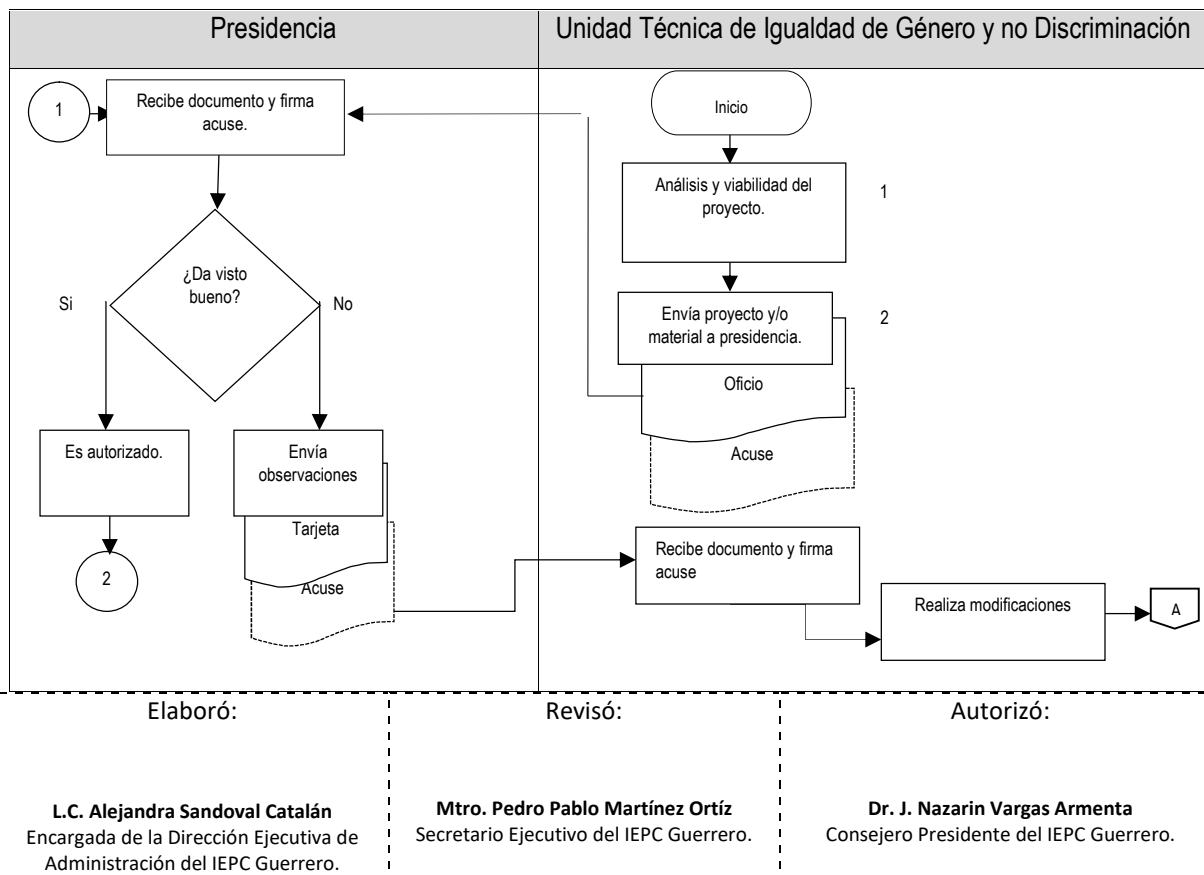 Presidencia
Unidad Técnica de Igualdad de Género y no Discriminación
1
Recibe documento y firma
acuse.
¿Da visto
bueno?
Si
No
Es autorizado.
2
Envía
observaciones
Tarjeta
Acuse
Inicio
Análisis y viabilidad del
proyecto.
1
Envía proyecto y/o
material a presidencia.
2
Oficio
Acuse
Recibe documento y firma
acuse
Realiza modificaciones
A
Elaboró:
L.C. Alejandra Sandoval Catalán
Encargada de la Dirección Ejecutiva de
Administración del IEPC Guerrero.
Revisó:
Mtro. Pedro Pablo Martínez Ortíz
Secretario Ejecutivo del IEPC Guerrero.
Autorizó:
Dr. J. Nazarin Vargas Armenta
Consejero Presidente del IEPC Guerrero.